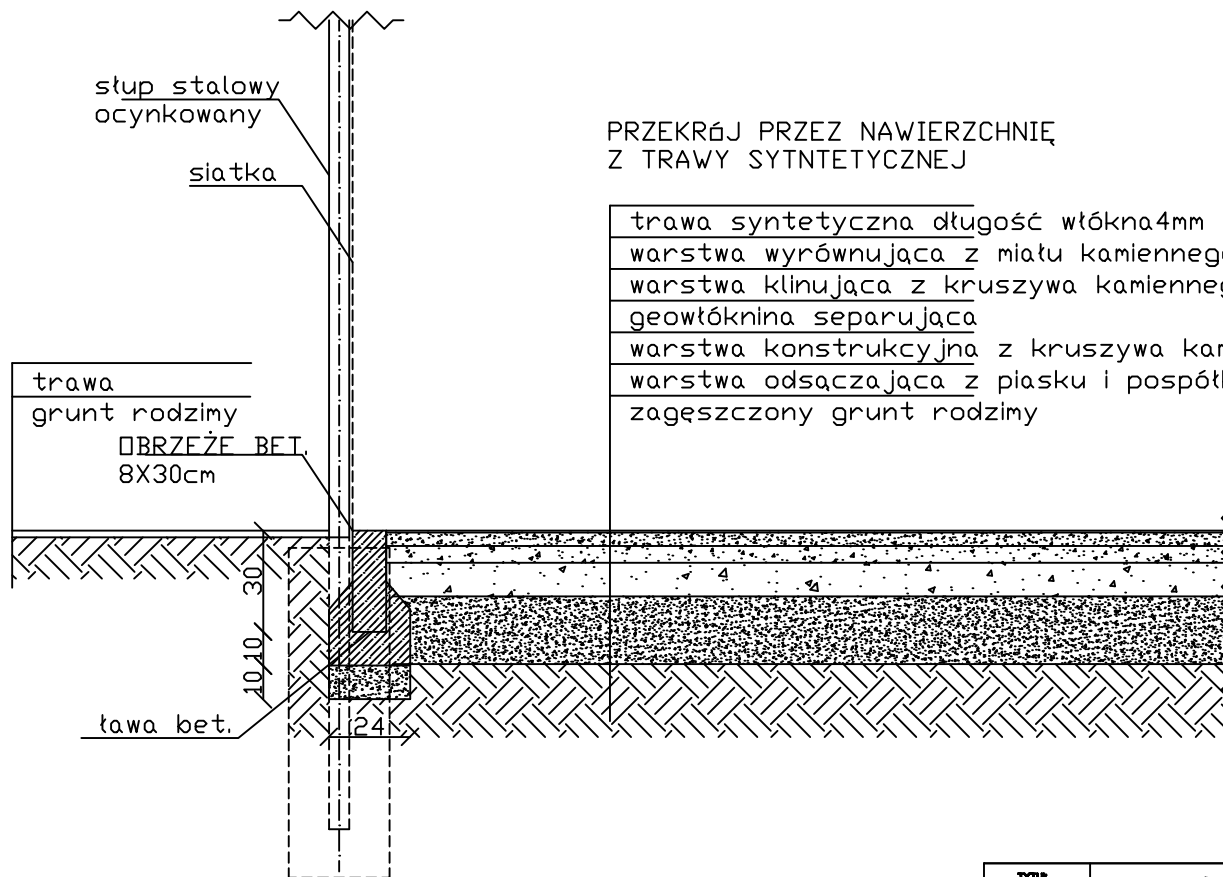 słup stalowy
ocynkowany
siatka
PRZEKRóJ PRZEZ NAWIERZCHNIĘ
Z TRAWY SYTNTETYCZNEJ
trawa syntetyczna długość włókna4mm
warstwa wyrównująca z miału kamiennego
warstwa klinująca z kruszywa kamienneg
geowłóknina separująca
warstwa konstrukcyjna z kruszywa kam
warstwa odsączająca z piasku i pospółk
zagęszczony grunt rodzimy
trawa
grunt rodzimy
OBRZEŻE BET.
8X30cm
30
10
10
24
ława bet.